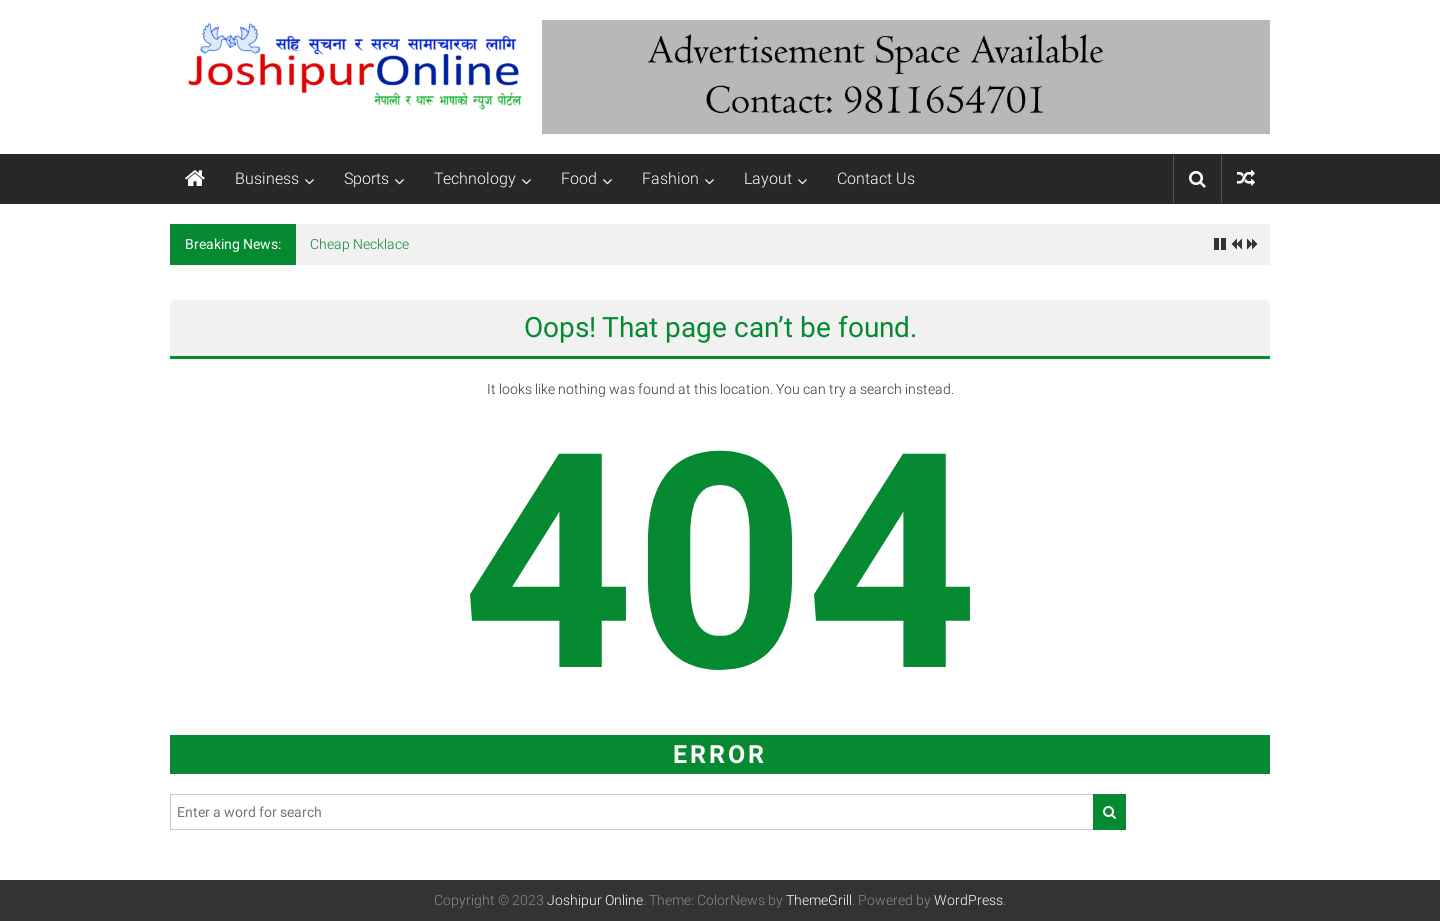 सहि सूचना र सत्य सामाचारका लागि
JoshipurOnline
नेपाली र थारू भाषाको न्यूज पोर्टल
Advertisement Space Available
Contact: 9811654701
Business Sports Technology Food Fashion Layout Contact Us
Breaking News: Cheap Necklace
Oops! That page can’t be found.
It looks like nothing was found at this location. You can try a search instead.
404
ERROR
Enter a word for search
Copyright © 2023 Joshipur Online. Theme: ColorNews by ThemeGrill. Powered by WordPress.